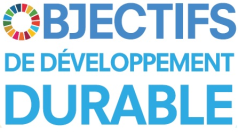 OBJECTIFS
DE DÉVELOPPEMENT
DURABLE